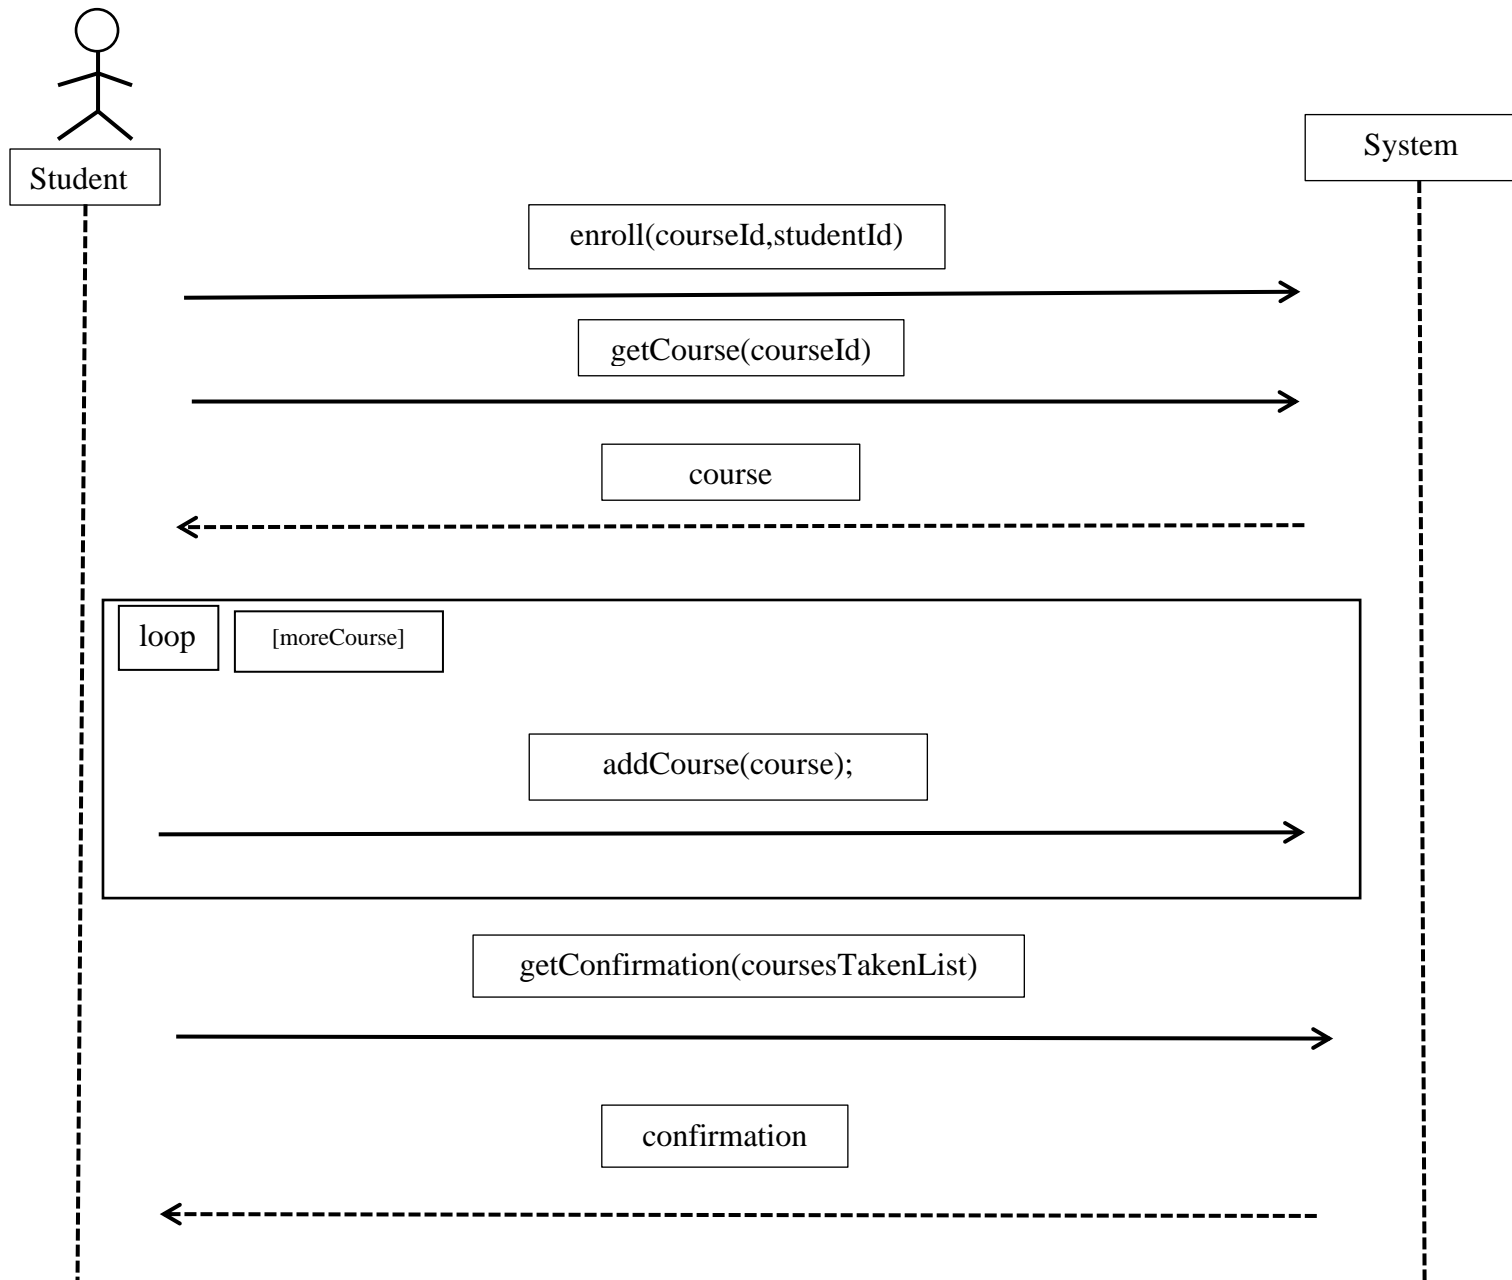 Student
System
enroll(courseId,studentId)
getCourse(courseId)
course
loop
[moreCourse]
addCourse(course);
getConfirmation(coursesTakenList)
confirmation